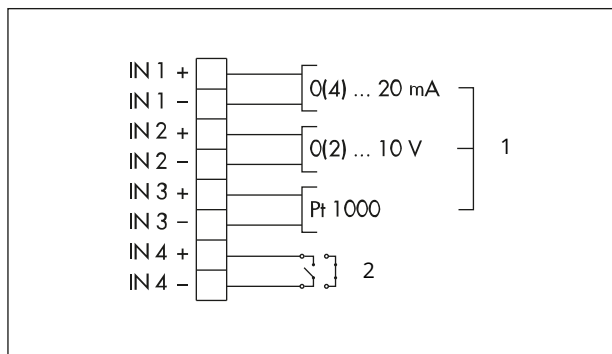 IN 1 +
0(4) ... 20 mA
IN 1 –
IN 2 +
0(2) ... 10 V
1
IN 2 –
IN 3 +
Pt 1000
IN 3 –
IN 4 +
2
IN 4 –